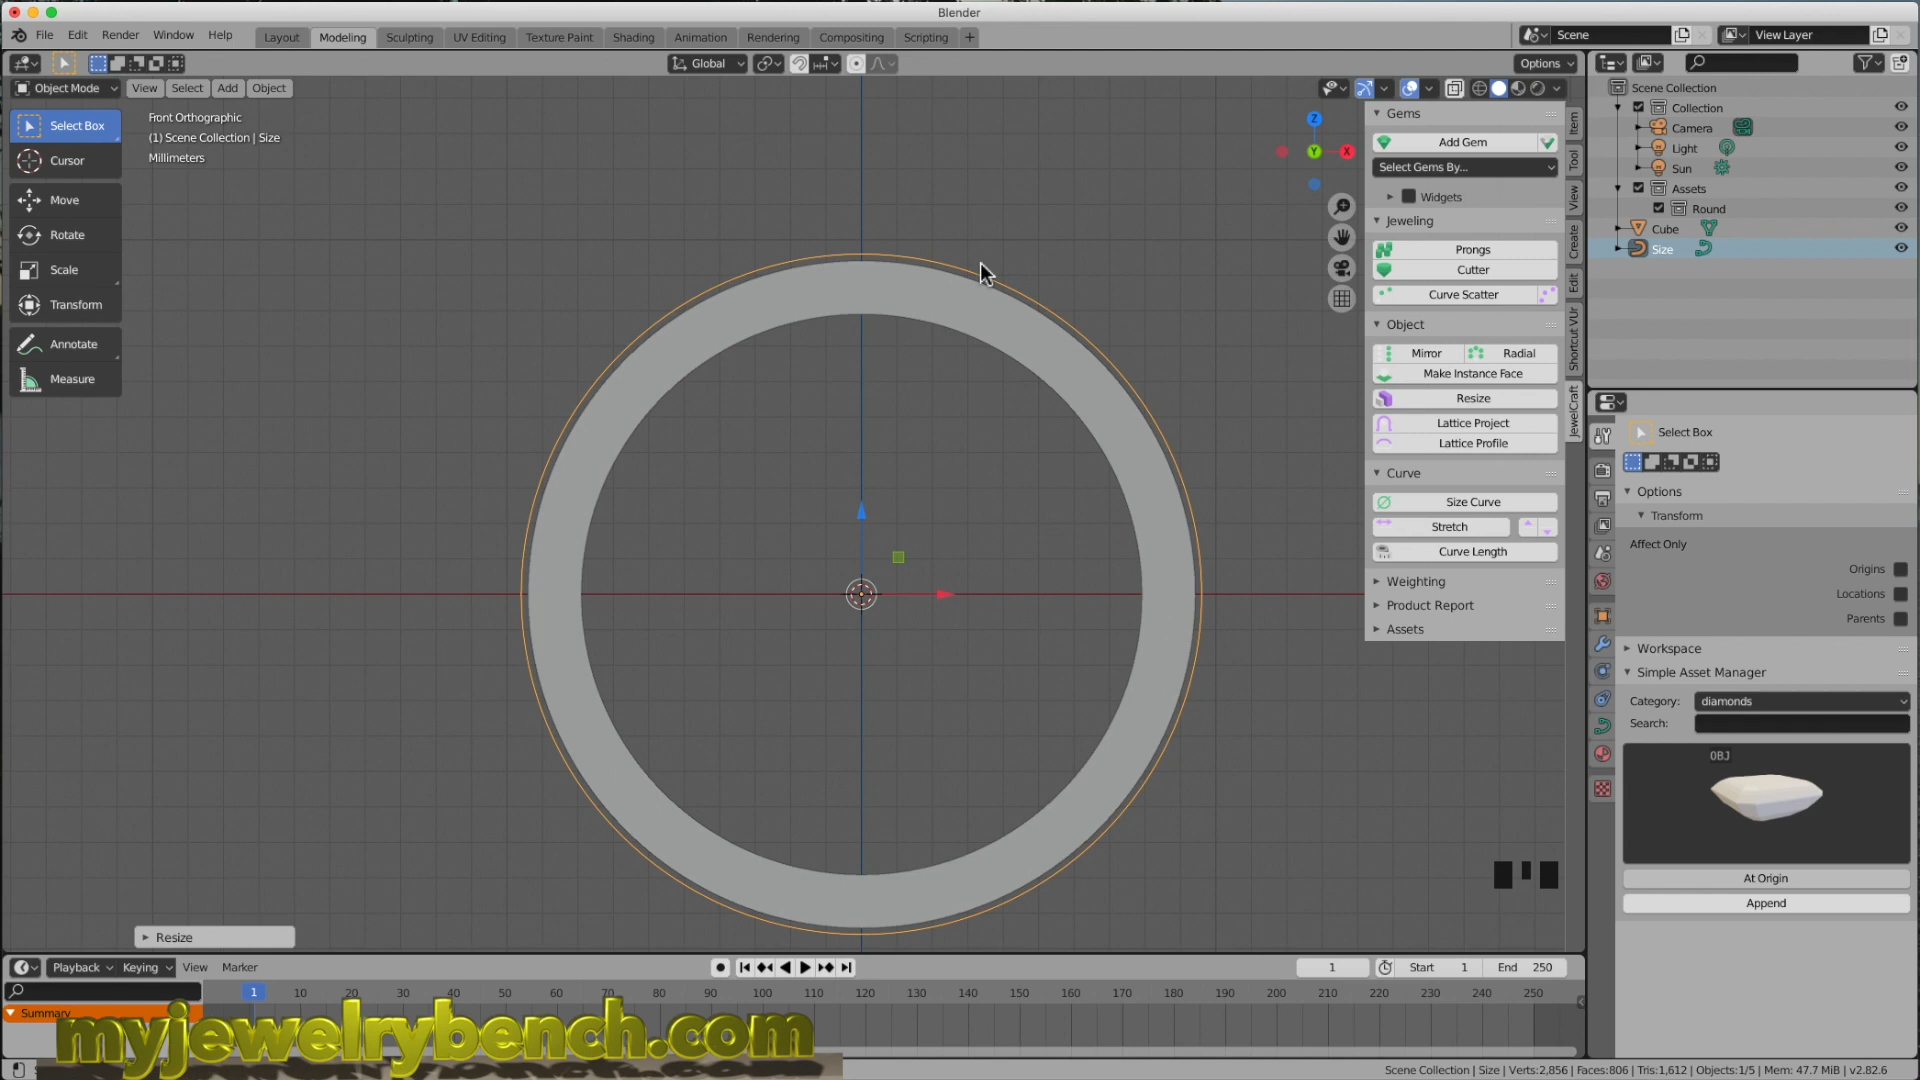 Blender
File Edit Render Window Help Layout Modeling Sculpting UV Editing Texture Paint Shading Animation Rendering Compositing Scripting + Scene View Layer
Global Options
Object Mode View Select Add Object
Select Box
Cursor
Move
Rotate
Scale
Transform
Annotate
Measure
Front Orthographic
(1) Scene Collection | Size
Millimeters
Z
Y
X
Gems
Add Gem
Select Gems By...
Widgets
Jeweling
Prongs
Cutter
Curve Scatter
Object
Mirror Radial
Make Instance Face
Resize
Lattice Project
Lattice Profile
Curve
Size Curve
Stretch
Curve Length
Weighting
Product Report
Assets
Item
Tool
View
Create
Edit
Shortcut VUr
JewelCraft
Scene Collection
Collection
Camera
Light
Sun
Assets
Round
Cube
Size
Select Box
Options
Transform
Affect Only
Origins
Locations
Parents
Workspace
Simple Asset Manager
Category: diamonds
Search:
OBJ
At Origin
Append
Resize
Playback Keying View Marker 1 Start 1 End 250
1 10 20 30 40 50 60 70 80 90 100 110 120 130 140 150 160 170 180 190 200 210 220 230 240 250
Summary
myjewelrybench.com
Scene Collection | Size | Verts:2,856 | Faces:806 | Tris:1,612 | Objects:1/5 | Mem: 47.7 MiB | v2.82.6